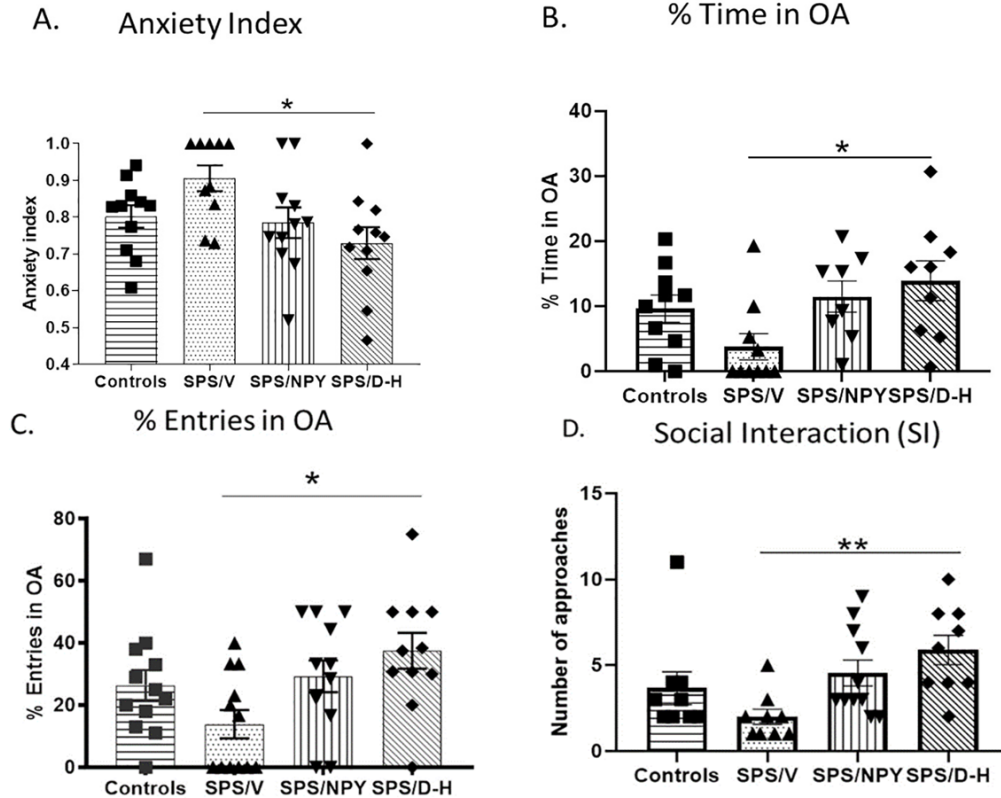 A. Anxiety Index
*
1.0
0.9
0.8
0.7
0.6
0.5
0.4
Anxiety index
Controls SPS/V SPS/NPY SPS/D-H
B. % Time in OA
*
40
30
20
10
0
% Time in OA
Controls SPS/V SPS/NPY SPS/D-H
C. % Entries in OA
*
80
60
40
20
0
% Entries in OA
Controls SPS/V SPS/NPY SPS/D-H
D. Social Interaction (SI)
**
15
10
5
0
Number of approaches
Controls SPS/V SPS/NPY SPS/D-H